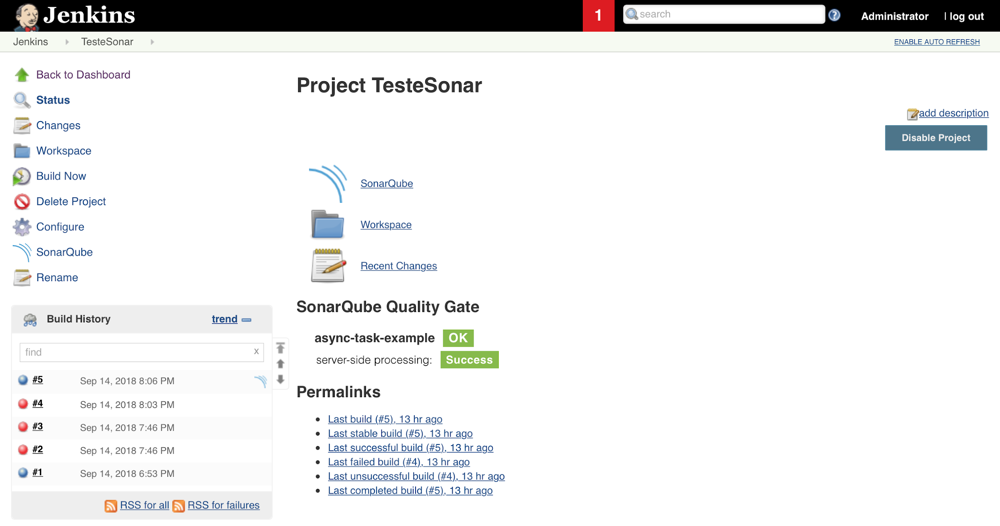 Jenkins
1
search
?
Administrator
| log out
Jenkins
TesteSonar
ENABLE AUTO REFRESH
Back to Dashboard
Status
Changes
Workspace
Build Now
Delete Project
Configure
SonarQube
Rename
Build History
trend
find
x
#5 Sep 14, 2018 8:06 PM
#4 Sep 14, 2018 8:03 PM
#3 Sep 14, 2018 7:46 PM
#2 Sep 14, 2018 7:46 PM
#1 Sep 14, 2018 6:53 PM
RSS for all
RSS for failures
Project TesteSonar
add description
Disable Project
SonarQube
Workspace
Recent Changes
SonarQube Quality Gate
async-task-example OK
server-side processing: Success
Permalinks
Last build (#5), 13 hr ago
Last stable build (#5), 13 hr ago
Last successful build (#5), 13 hr ago
Last failed build (#4), 13 hr ago
Last unsuccessful build (#4), 13 hr ago
Last completed build (#5), 13 hr ago